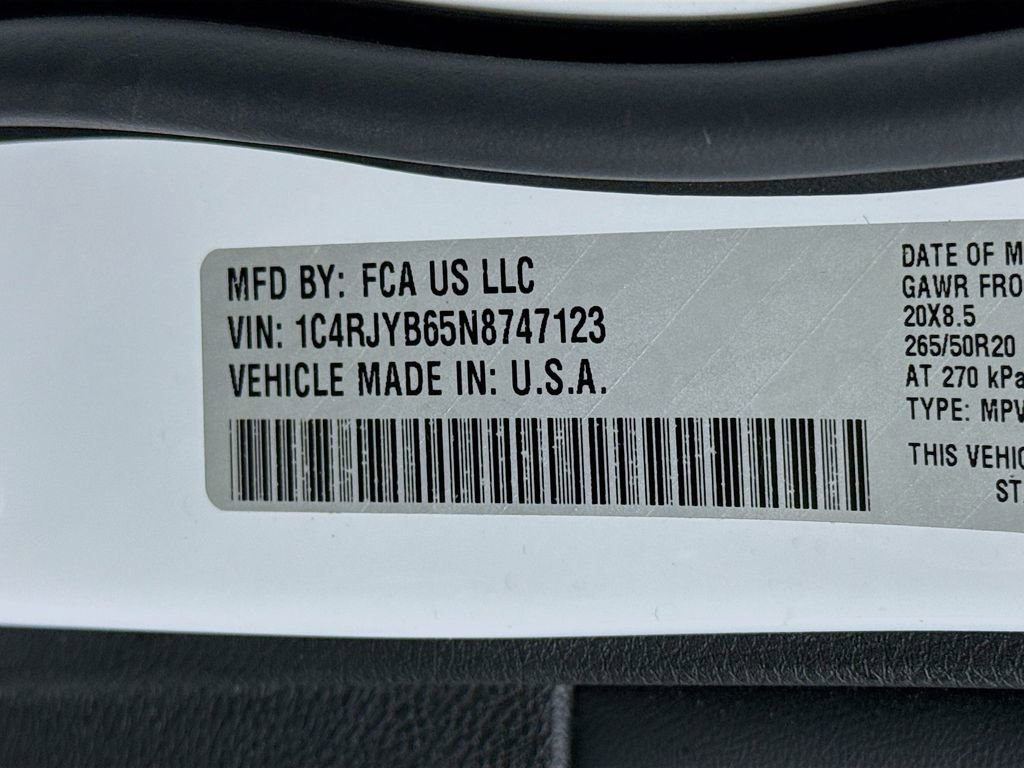 MFD BY: FCA US LLC
VIN: 1C4RJYB65N8747123
VEHICLE MADE IN: U.S.A.
DATE OF M
GAWR FRO
20X8.5
265/50R20
AT 270 kPa
TYPE: MPV
THIS VEHIC
ST